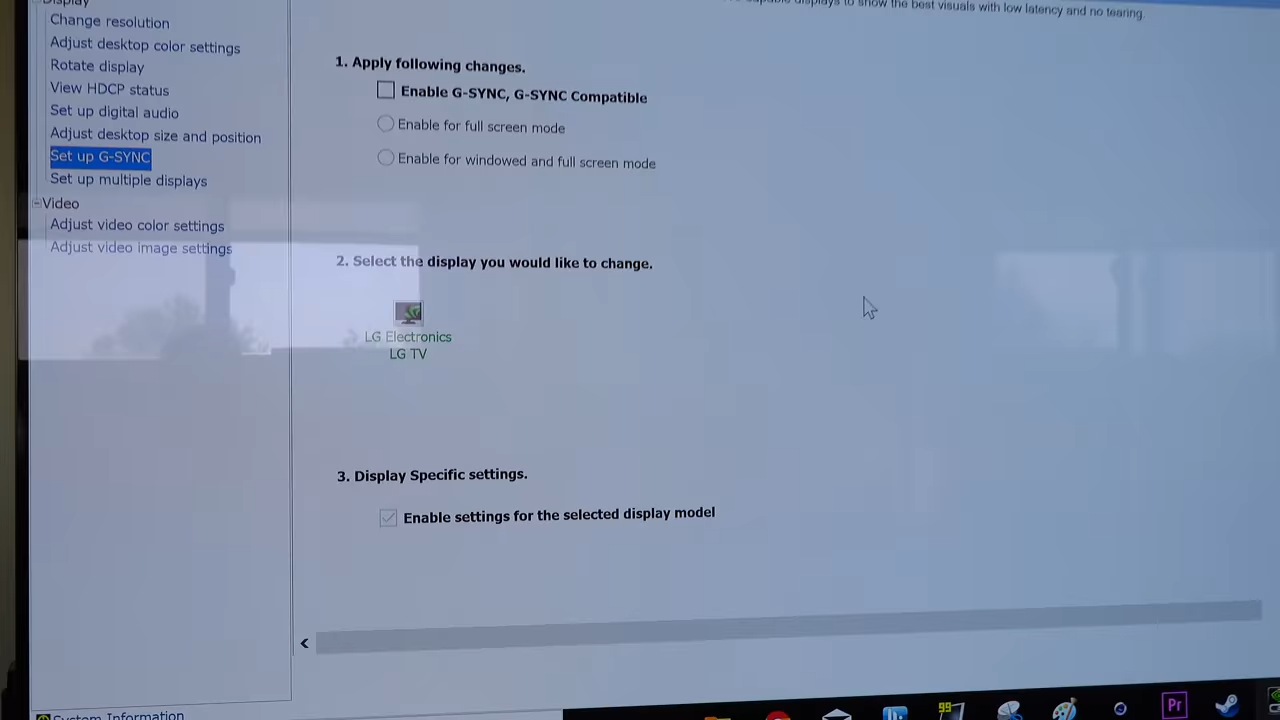 Display
Change resolution
Adjust desktop color settings
Rotate display
View HDCP status
Set up digital audio
Adjust desktop size and position
Set up G-SYNC
Set up multiple displays
Video
Adjust video color settings
Adjust video image settings
displays to show the best visuals with low latency and no tearing.
1. Apply following changes.
Enable G-SYNC, G-SYNC Compatible
Enable for full screen mode
Enable for windowed and full screen mode
2. Select the display you would like to change.
LG Electronics
LG TV
3. Display Specific settings.
Enable settings for the selected display model
System Information
99
Pr